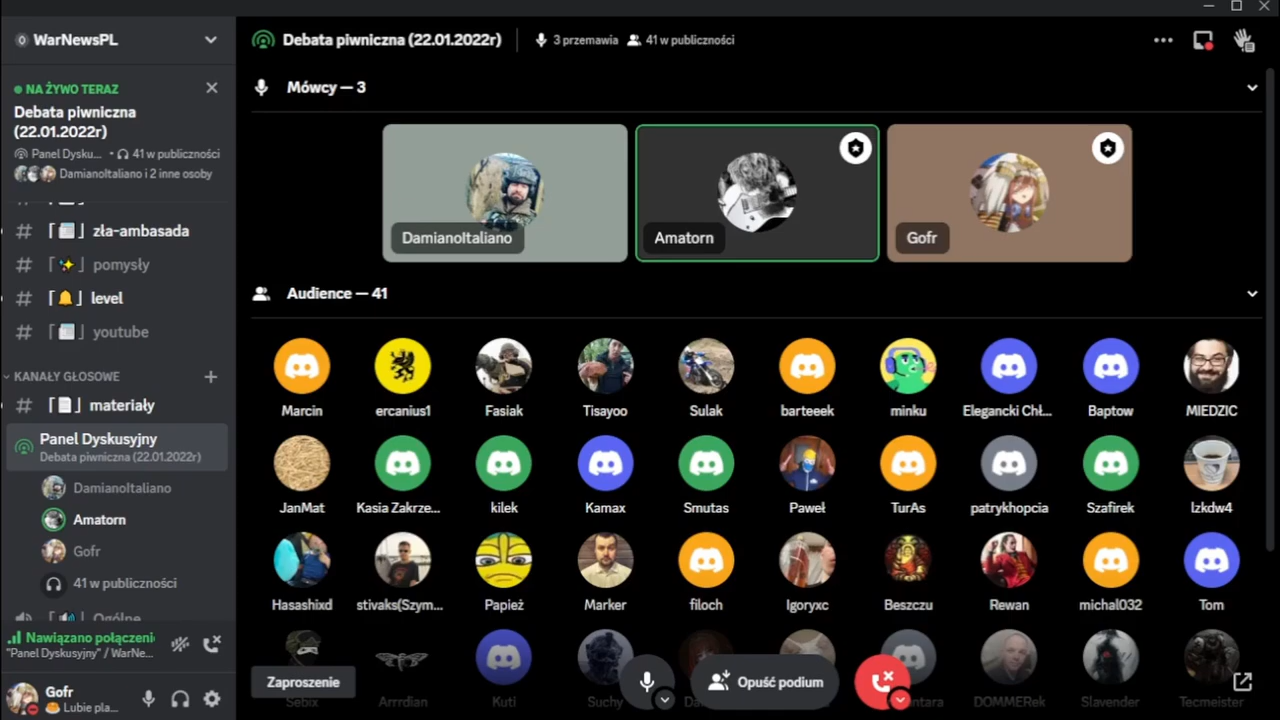 WarNewsPL
NA ŻYWO TERAZ
Debata piwniczna
(22.01.2022r)
Panel Dysku... • 41 w publiczności
DamianoItaliano i 2 inne osoby
# zła-ambasada
# pomysły
# level
# youtube
KANAŁY GŁOSOWE
# materiały
Panel Dyskusyjny
Debata piwniczna (22.01.2022r)
DamianoItaliano
Amatorn
Gofr
41 w publiczności
Ogólne
Nawiązano połączeni
"Panel Dyskusyjny" / WarNe...
Gofr
Lubie pla...
Debata piwniczna (22.01.2022r)
3 przemawia 41 w publiczności
Mówcy — 3
DamianoItaliano
Amatorn
Gofr
Audience — 41
Marcin ercanius1 Fasiak Tisayoo Sulak barteeek minku Elegancki Chł... Baptow MIEDZIC
JanMat Kasia Zakrze... kilek Kamax Smutas Paweł TurAs patrykhopcia Szafirek Izkdw4
Hasashixd stivaks(Szym... Papież Marker filoch Igoryxc Beszczu Rewan michal032 Tom
Sebix Arrdian Kuti Suchy DOMMERek Slavender Tecmeister
Zaproszenie
Opuść podium